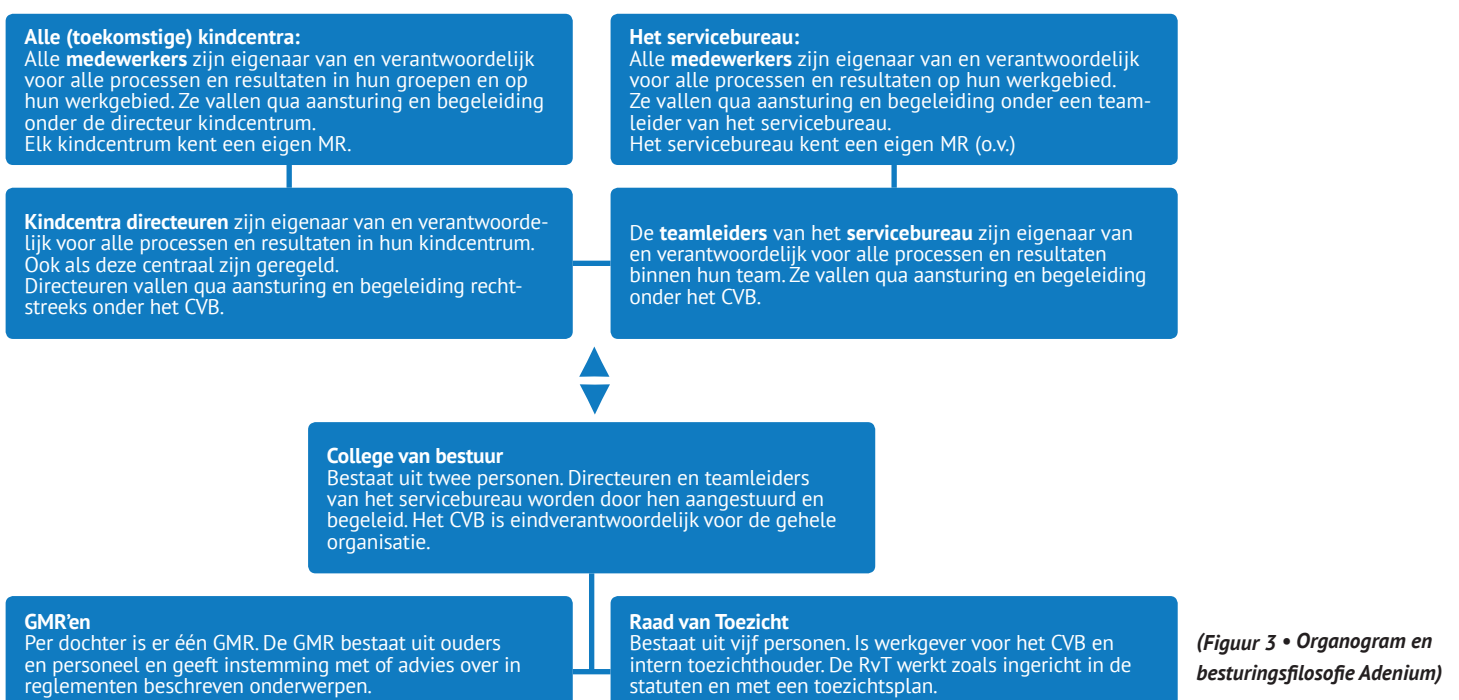 Alle (toekomstige) kindcentra:
Alle medewerkers zijn eigenaar van en verantwoordelijk
voor alle processen en resultaten in hun groepen en op
hun werkgebied. Ze vallen qua aansturing en begeleiding
onder de directeur kindcentrum.
Elk kindcentrum kent een eigen MR.
Het servicebureau:
Alle medewerkers zijn eigenaar van en verantwoordelijk
voor alle processen en resultaten op hun werkgebied.
Ze vallen qua aansturing en begeleiding onder een team-
leider van het servicebureau.
Het servicebureau kent een eigen MR (o.v.)
Kindcentra directeuren zijn eigenaar van en verantwoorde-
lijk voor alle processen en resultaten in hun kindcentrum.
Ook als deze centraal zijn geregeld.
Directeuren vallen qua aansturing en begeleiding recht-
streeks onder het CVB.
De teamleiders van het servicebureau zijn eigenaar van
en verantwoordelijk voor alle processen en resultaten
binnen hun team. Ze vallen qua aansturing en begeleiding
onder het CVB.
College van bestuur
Bestaat uit twee personen. Directeuren en teamleiders
van het servicebureau worden door hen aangestuurd en
begeleid. Het CVB is eindverantwoordelijk voor de gehele
organisatie.
GMR'en
Per dochter is er één GMR. De GMR bestaat uit ouders
en personeel en geeft instemming met of advies over in
reglementen beschreven onderwerpen.
Raad van Toezicht
Bestaat uit vijf personen. Is werkgever voor het CVB en
intern toezichthouder. De RvT werkt zoals ingericht in de
statuten en met een toezichtsplan.
(Figuur 3 • Organogram en
besturingsfilosofie Adenium)